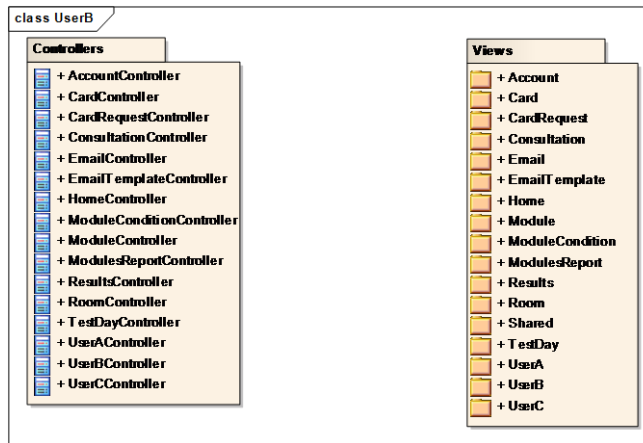 class UserB
Controllers
+ AccountController
+ CardController
+ CardRequestController
+ ConsultationController
+ EmailController
+ EmailTemplateController
+ HomeController
+ ModuleConditionController
+ ModuleController
+ ModulesReportController
+ ResultsController
+ RoomController
+ TestDayController
+ UserAController
+ UserBController
+ UserCController
Views
+ Account
+ Card
+ CardRequest
+ Consultation
+ Email
+ EmailTemplate
+ Home
+ Module
+ ModuleCondition
+ ModulesReport
+ Results
+ Room
+ Shared
+ TestDay
+ UserA
+ UserB
+ UserC